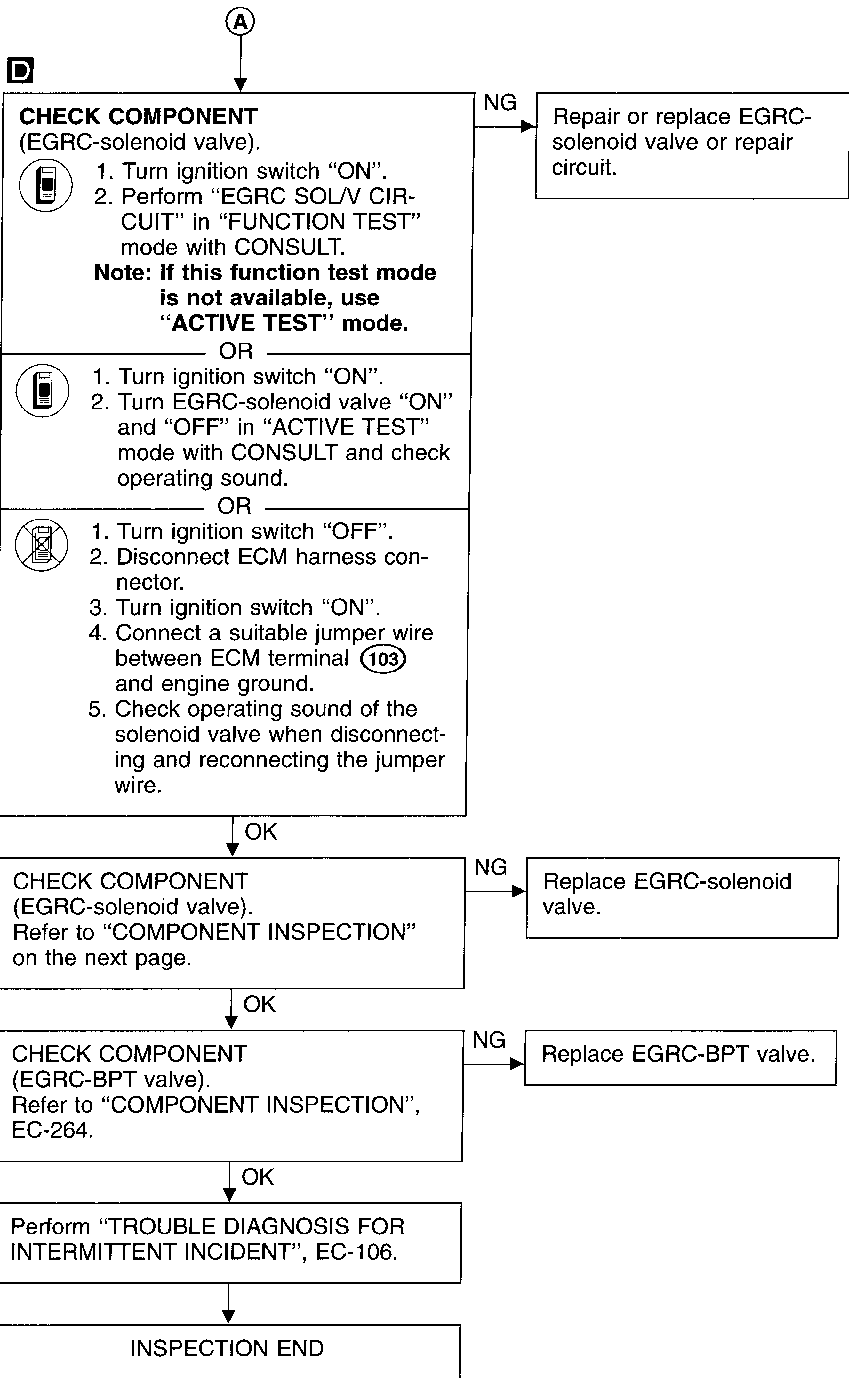 A
D
CHECK COMPONENT
(EGRC-solenoid valve).
1. Turn ignition switch “ON”.
2. Perform “EGRC SOL/V CIR-
CUIT” in “FUNCTION TEST”
mode with CONSULT.
Note: If this function test mode
is not available, use
“ACTIVE TEST” mode.
OR
1. Turn ignition switch “ON”.
2. Turn EGRC-solenoid valve “ON”
and “OFF” in “ACTIVE TEST”
mode with CONSULT and check
operating sound.
OR
1. Turn ignition switch “OFF”.
2. Disconnect ECM harness con-
nector.
3. Turn ignition switch “ON”.
4. Connect a suitable jumper wire
between ECM terminal 103
and engine ground.
5. Check operating sound of the
solenoid valve when disconnect-
ing and reconnecting the jumper
wire.
NG
Repair or replace EGRC-
solenoid valve or repair
circuit.
OK
CHECK COMPONENT
(EGRC-solenoid valve).
Refer to “COMPONENT INSPECTION”
on the next page.
NG
Replace EGRC-solenoid
valve.
OK
CHECK COMPONENT
(EGRC-BPT valve).
Refer to “COMPONENT INSPECTION”,
EC-264.
NG
Replace EGRC-BPT valve.
OK
Perform “TROUBLE DIAGNOSIS FOR
INTERMITTENT INCIDENT”, EC-106.
INSPECTION END